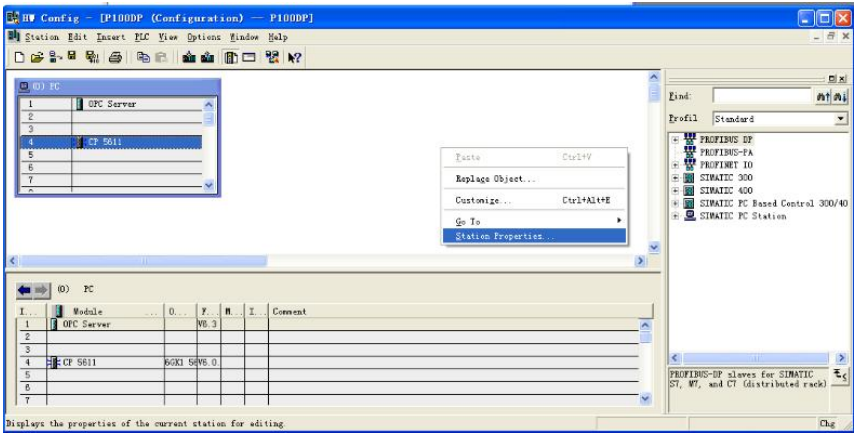 HW Config - [P100DP (Configuration) — P100DP]
Station Edit Insert PLC View Options Window Help
(0) PC
1 OPC Server
2
3
4 CP 5611
5
6
7
Paste Ctrl+V
Replage Object...
Customize... Ctrl+Alt+E
Go To
Station Properties...
Find:
Profil Standard
PROFIBUS DP
PROFIBUS-PA
PROFINET IO
SIMATIC 300
SIMATIC 400
SIMATIC PC Based Control 300/40
SIMATIC PC Station
(0) PC
I... Module ... O... F... M... I... Comment
1 OPC Server V6.3
2
3
4 CP 5611 6GK1 56 V6.0.
5
6
7
PROFIBUS-DP slaves for SIMATIC
S7, M7, and C7 (distributed rack)
Displays the properties of the current station for editing.
Chg